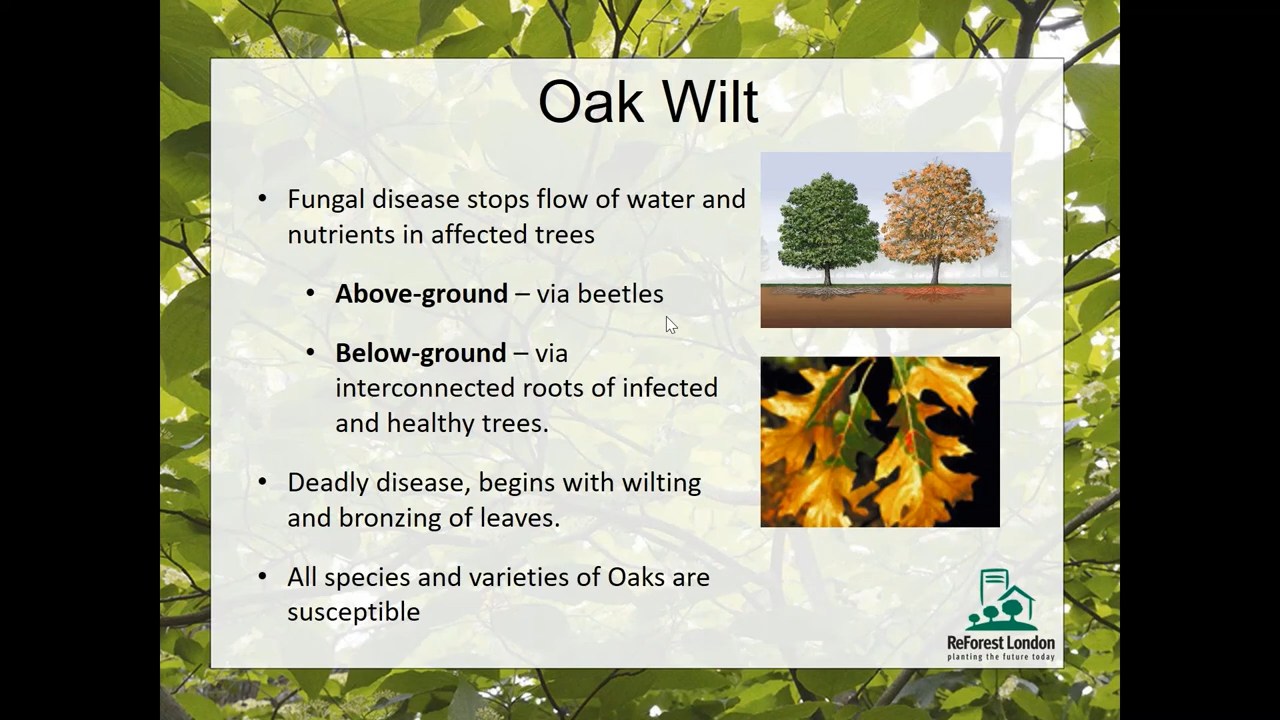 Oak Wilt
• Fungal disease stops flow of water and
nutrients in affected trees
• Above-ground – via beetles
• Below-ground – via
interconnected roots of infected
and healthy trees.
• Deadly disease, begins with wilting
and bronzing of leaves.
• All species and varieties of Oaks are
susceptible
ReForest London
planting the future today